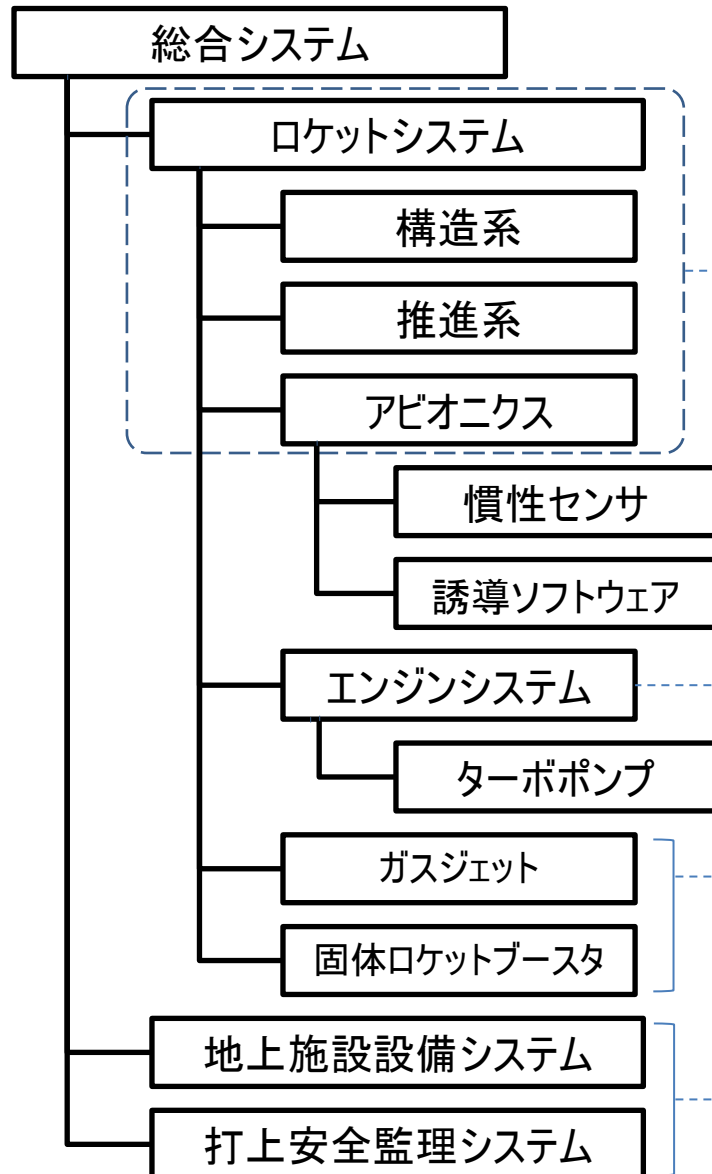 総合システム
ロケットシステム
構造系
推進系
アビオニクス
慣性センサ
誘導ソフトウェア
エンジンシステム
ターボポンプ
ガスジェット
固体ロケットブースタ
地上施設設備システム
打上安全監理システム